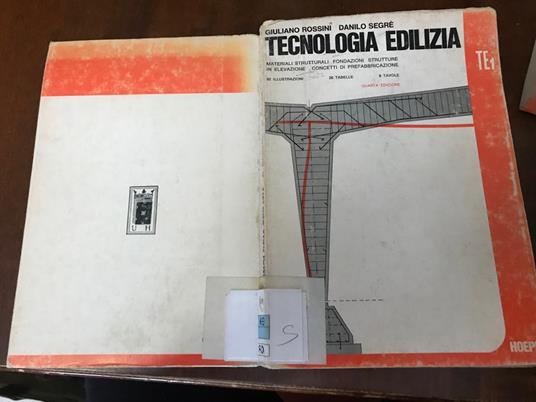 GIULIANO ROSSINI DANILO SEGRÈ
TECNOLOGIA EDILIZIA
MATERIALI STRUTTURALI FONDAZIONI STRUTTURE
IN ELEVAZIONE CONCETTI DI PREFABBRICAZIONE
ILLUSTRAZIONI TABELLE TAVOLE
QUARTA EDIZIONE
TE1
U H
S